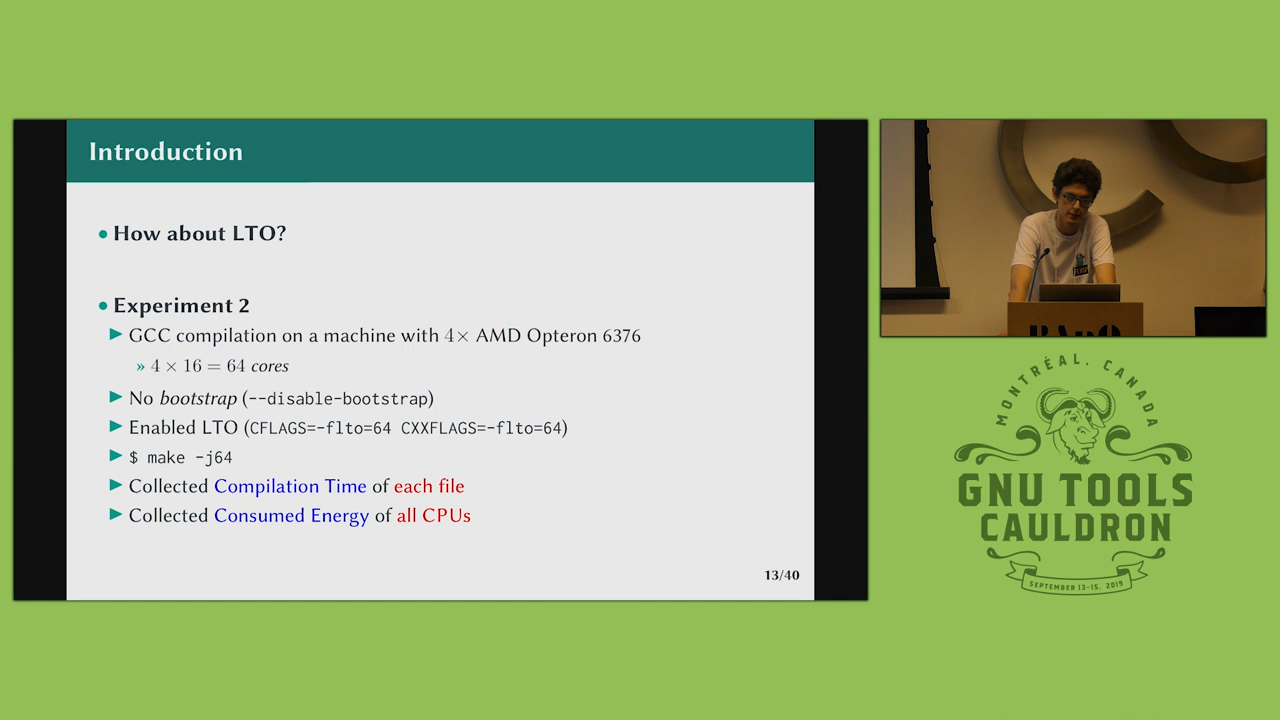 Introduction
• How about LTO?
• Experiment 2
▶ GCC compilation on a machine with 4× AMD Opteron 6376
» 4 × 16 = 64 cores
▶ No bootstrap (--disable-bootstrap)
▶ Enabled LTO (CFLAGS=-flto=64 CXXFLAGS=-flto=64)
▶ $ make -j64
▶ Collected Compilation Time of each file
▶ Collected Consumed Energy of all CPUs
13/40
MONTRÉAL, CANADA
GNU TOOLS
CAULDRON
SEPTEMBER 13-15, 2019